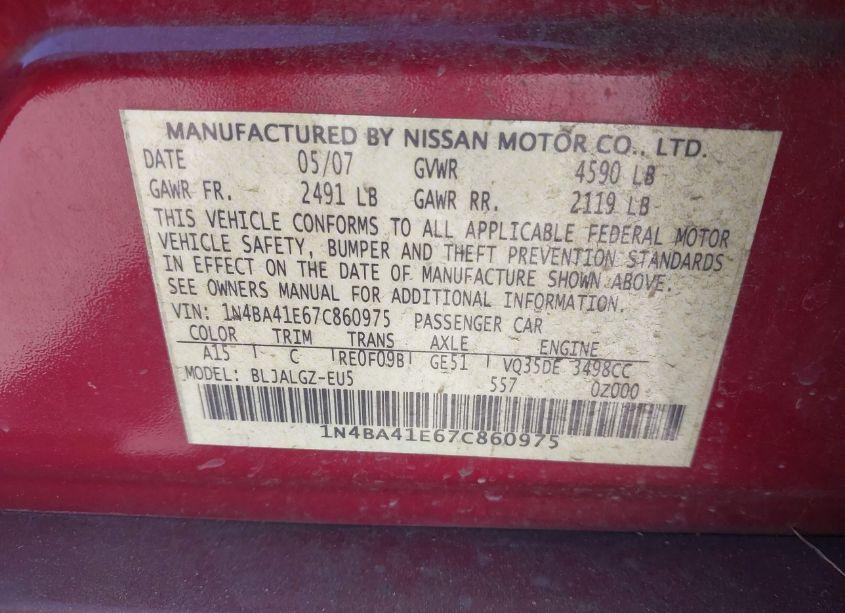 MANUFACTURED BY NISSAN MOTOR CO., LTD.
DATE 05/07 GVWR 4590 LB
GAWR FR. 2491 LB GAWR RR. 2119 LB
THIS VEHICLE CONFORMS TO ALL APPLICABLE FEDERAL MOTOR
VEHICLE SAFETY, BUMPER AND THEFT PREVENTION STANDARDS
IN EFFECT ON THE DATE OF MANUFACTURE SHOWN ABOVE.
SEE OWNERS MANUAL FOR ADDITIONAL INFORMATION.
VIN: 1N4BA41E67C860975 PASSENGER CAR
COLOR TRIM TRANS AXLE ENGINE
A15 C RE0F09B GE51 VQ35DE 3498CC
MODEL: BLJALGZ-EU5 557 0Z000
1N4BA41E67C860975